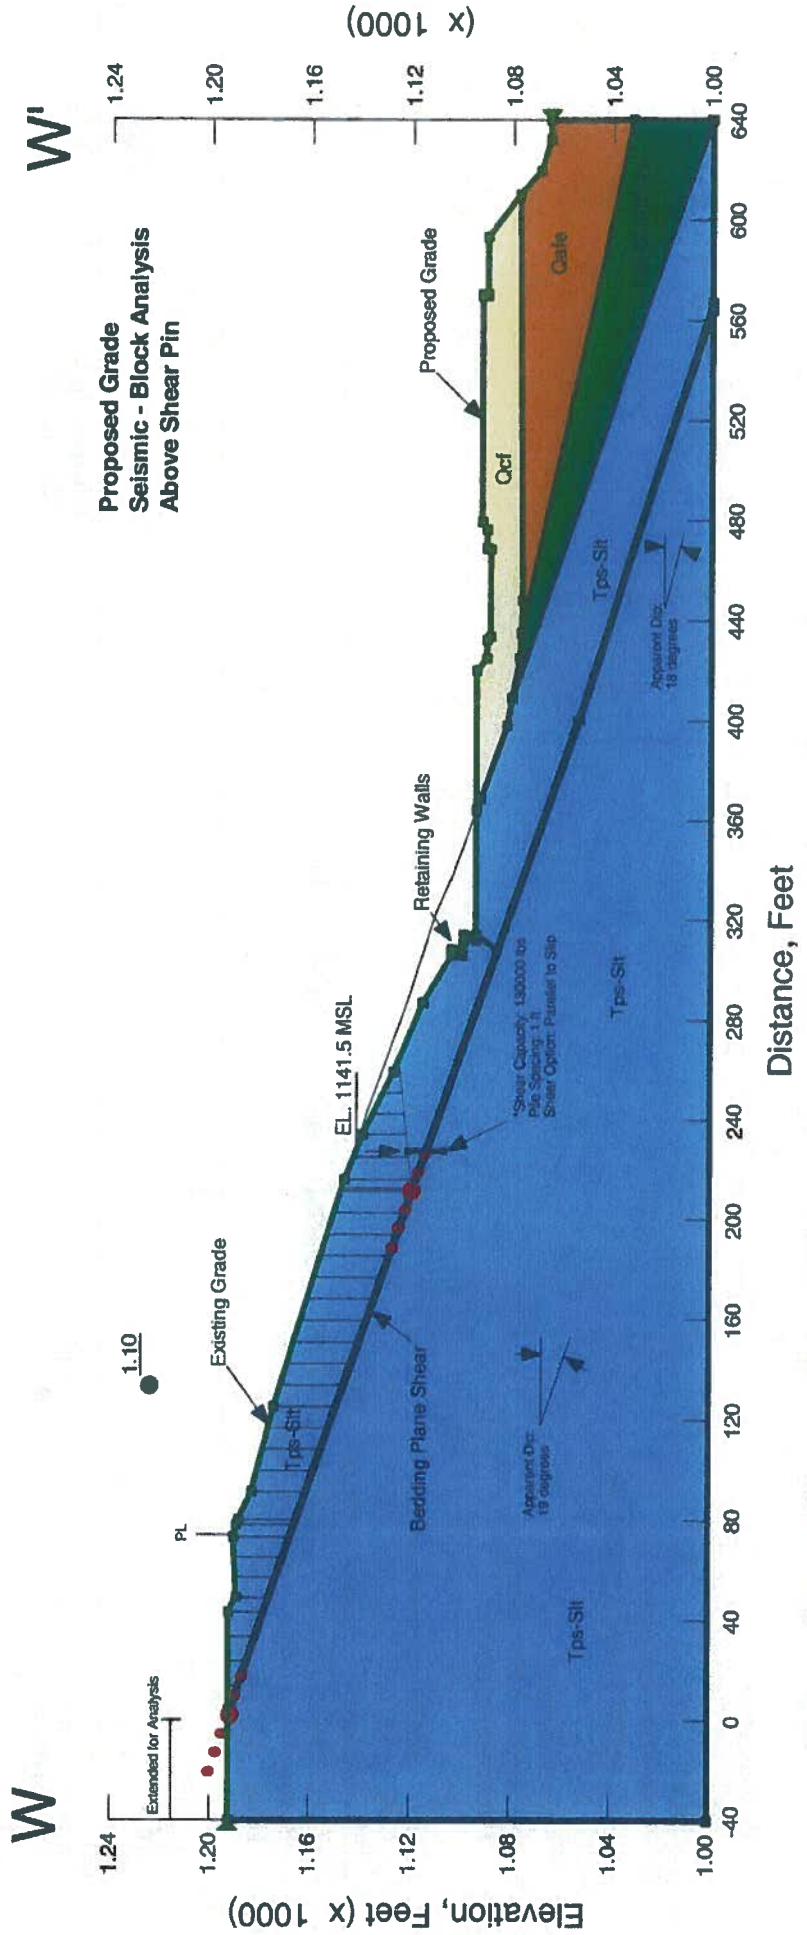 W
W'
Proposed Grade
Seismic - Block Analysis
Above Shear Pin
Extended for Analysis
PL
1.10
Existing Grade
EL. 1141.5 MSL
Retaining Walls
Proposed Grade
Qcf
Qafe
Tps-Slt
Tps-Slt
Tps-Slt
Tps-Slt
Bedding Plane Shear
*Shear Capacity: 130000 lbs
Pile Spacing: 1 ft
Shear Option: Parallel to Slip
Apparent Dip:
19 degrees
Apparent Dip:
18 degrees
Elevation, Feet (x 1000)
1.24
1.20
1.16
1.12
1.08
1.04
1.00
(x 1000)
1.24
1.20
1.16
1.12
1.08
1.04
1.00
-40 0 40 80 120 160 200 240 280 320 360 400 440 480 520 560 600 640
Distance, Feet